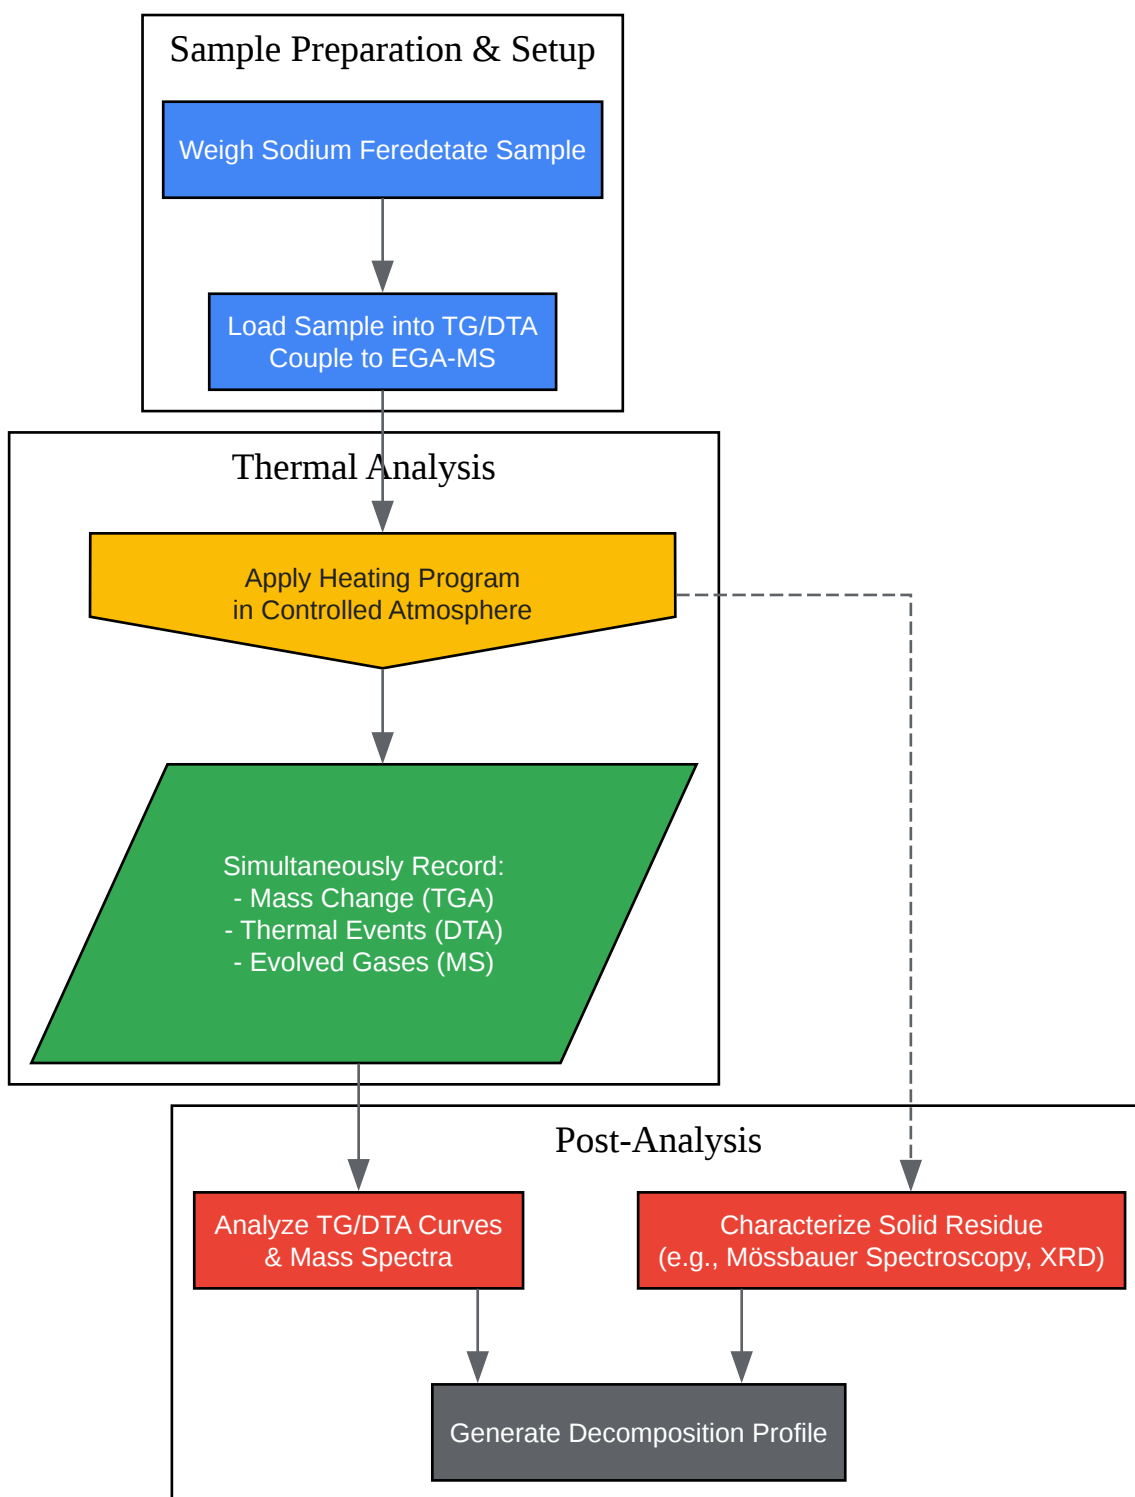 Sample Preparation & Setup
Weigh Sodium Feredetate Sample
Load Sample into TG/DTA
Couple to EGA-MS
Thermal Analysis
Apply Heating Program
in Controlled Atmosphere
Simultaneously Record:
- Mass Change (TGA)
- Thermal Events (DTA)
- Evolved Gases (MS)
Post-Analysis
Analyze TG/DTA Curves
& Mass Spectra
Characterize Solid Residue
(e.g., Mössbauer Spectroscopy, XRD)
Generate Decomposition Profile